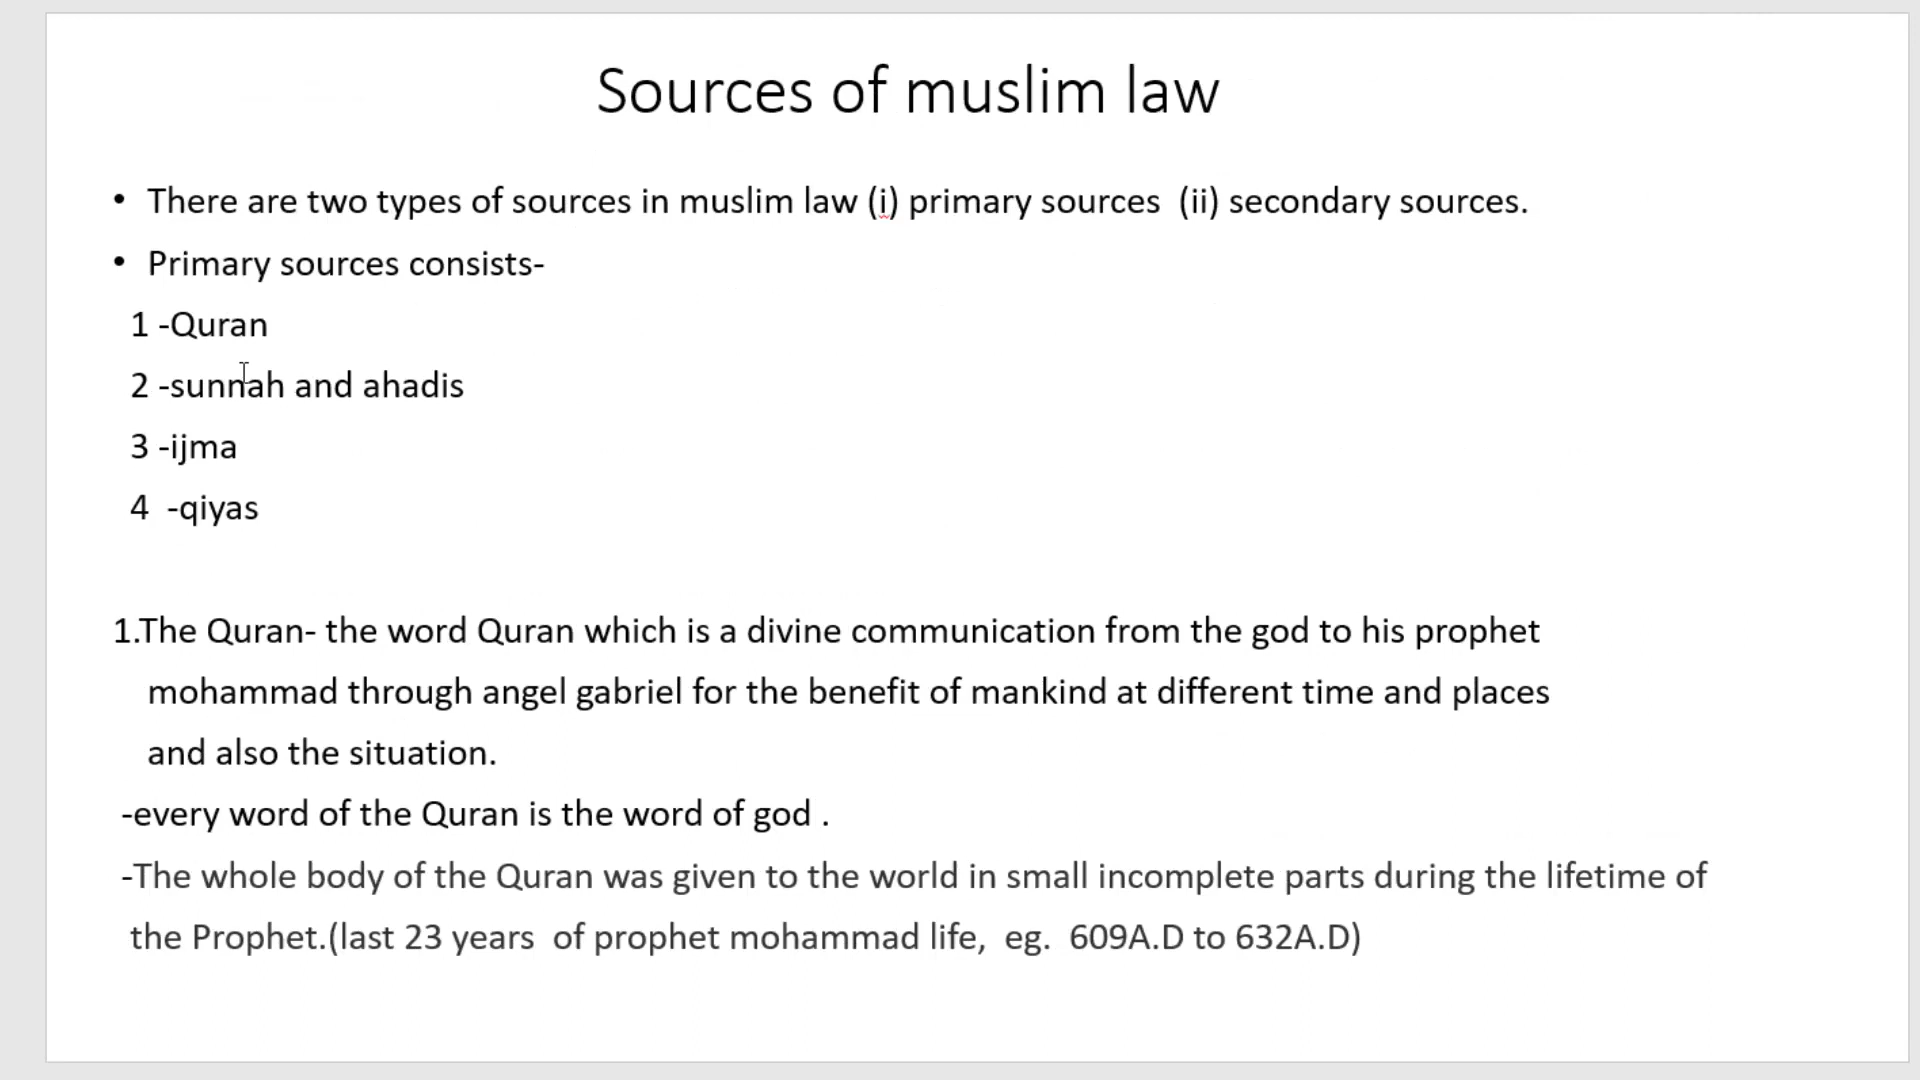 Sources of muslim law
• There are two types of sources in muslim law (i) primary sources  (ii) secondary sources.
• Primary sources consists-
1 -Quran
2 -sunnah and ahadis
3 -ijma
4  -qiyas
1.The Quran- the word Quran which is a divine communication from the god to his prophet
mohammad through angel gabriel for the benefit of mankind at different time and places
and also the situation.
-every word of the Quran is the word of god .
-The whole body of the Quran was given to the world in small incomplete parts during the lifetime of
the Prophet.(last 23 years  of prophet mohammad life,  eg.  609A.D to 632A.D)